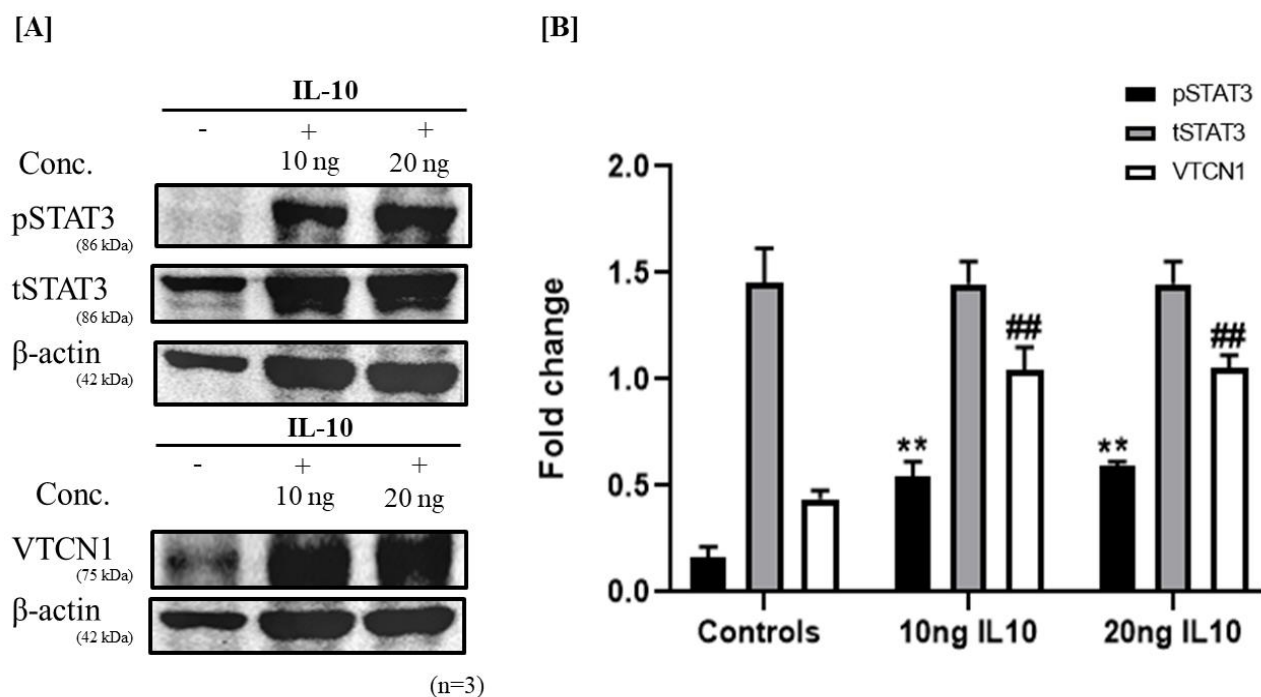 [A]
IL-10
- + +
Conc. 10 ng 20 ng
pSTAT3
(86 kDa)
tSTAT3
(86 kDa)
β-actin
(42 kDa)
IL-10
- + +
Conc. 10 ng 20 ng
VTCN1
(75 kDa)
β-actin
(42 kDa)
(n=3)
[B]
pSTAT3
tSTAT3
VTCN1
Fold change
2.0
1.5
1.0
0.5
0.0
** ## ** ##
Controls 10ng IL10 20ng IL10